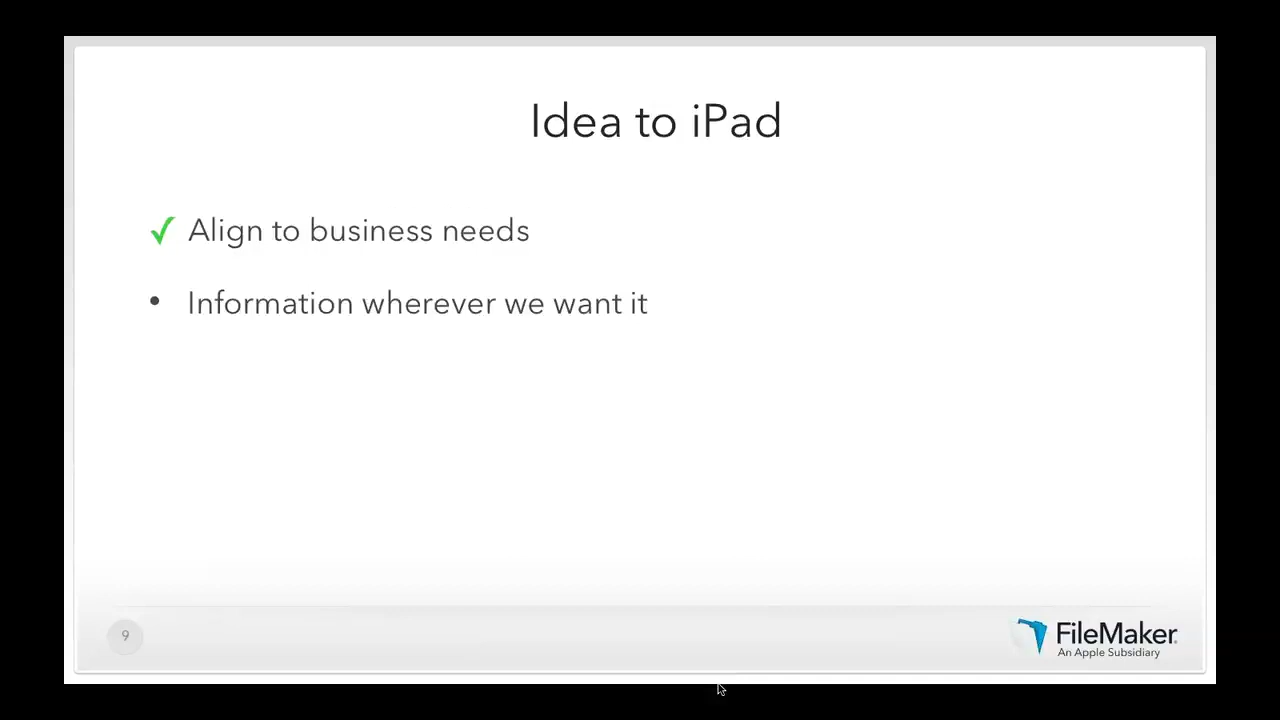 Idea to iPad
✓ Align to business needs
• Information wherever we want it
9
FileMaker
An Apple Subsidiary